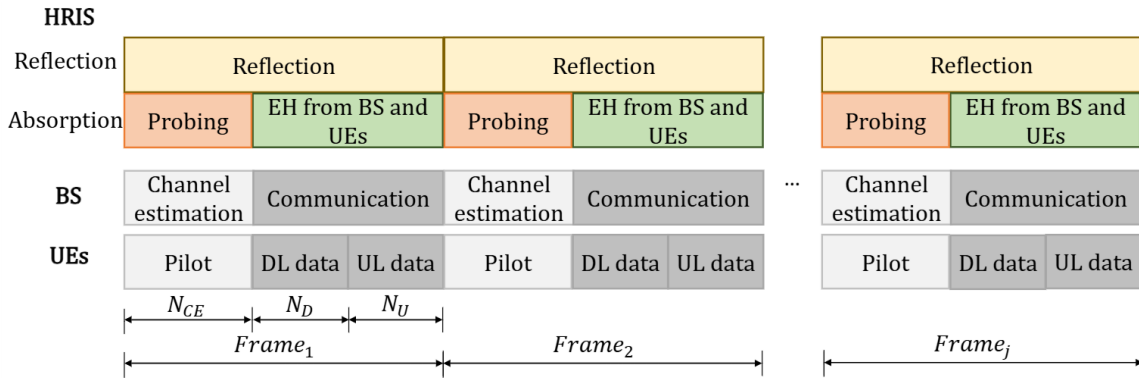 HRIS
Reflection Reflection Reflection Reflection
Absorption Probing EH from BS and UEs Probing EH from BS and UEs Probing EH from BS and UEs
BS Channel estimation Communication Channel estimation Communication ... Channel estimation Communication
UEs Pilot DL data UL data Pilot DL data UL data Pilot DL data UL data
N_{CE} N_D N_U
Frame_1 Frame_2 Frame_j